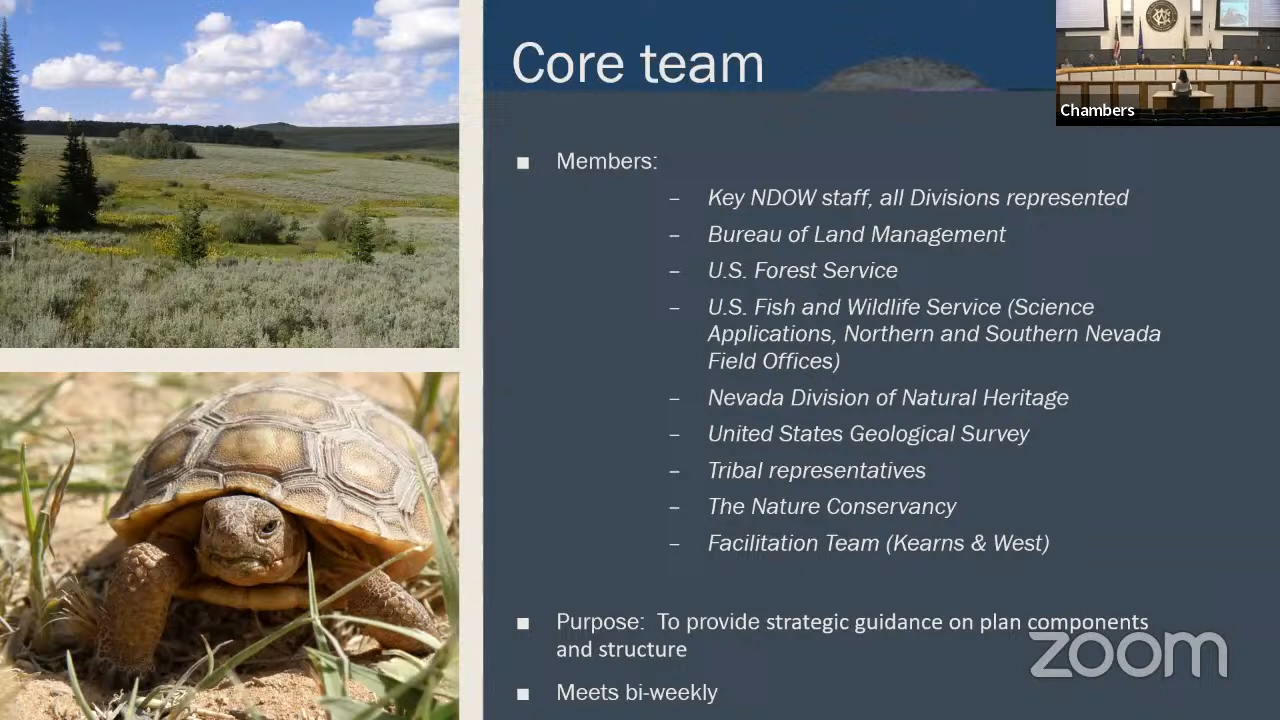 Core team
Chambers
■ Members:
– Key NDOW staff, all Divisions represented
– Bureau of Land Management
– U.S. Forest Service
– U.S. Fish and Wildlife Service (Science
Applications, Northern and Southern Nevada
Field Offices)
– Nevada Division of Natural Heritage
– United States Geological Survey
– Tribal representatives
– The Nature Conservancy
– Facilitation Team (Kearns & West)
■ Purpose: To provide strategic guidance on plan components
and structure
zoom
■ Meets bi-weekly